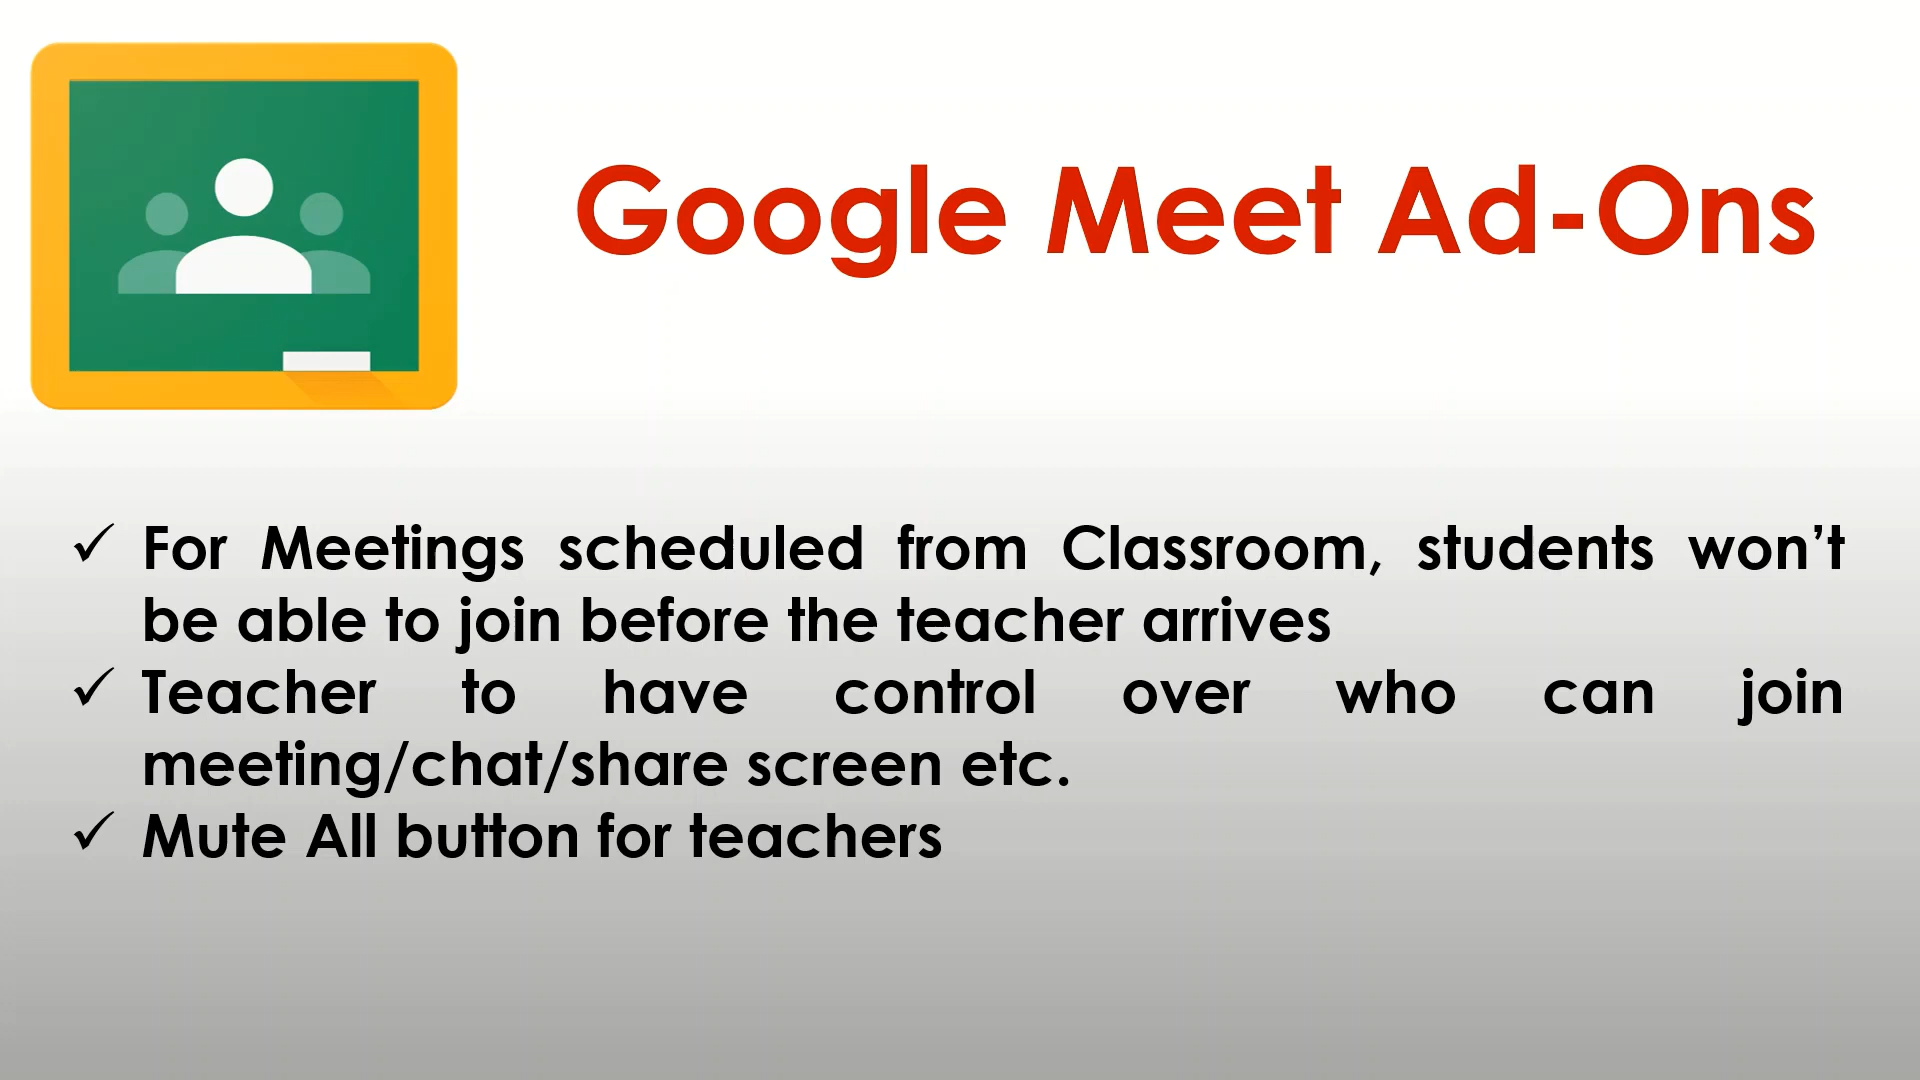 Google Meet Ad-Ons
✓ For Meetings scheduled from Classroom, students won’t
be able to join before the teacher arrives
✓ Teacher to have control over who can join
meeting/chat/share screen etc.
✓ Mute All button for teachers